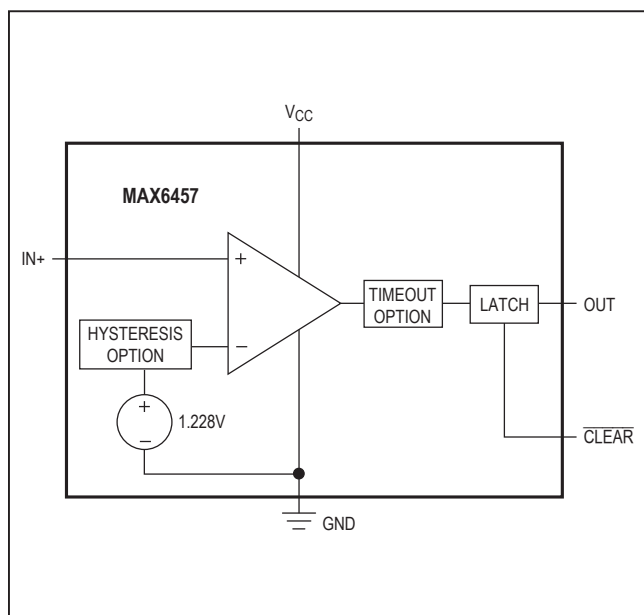 VCC
MAX6457
IN+
+
−
HYSTERESIS
OPTION
+
−
1.228V
TIMEOUT
OPTION
LATCH
OUT
CLEAR
GND